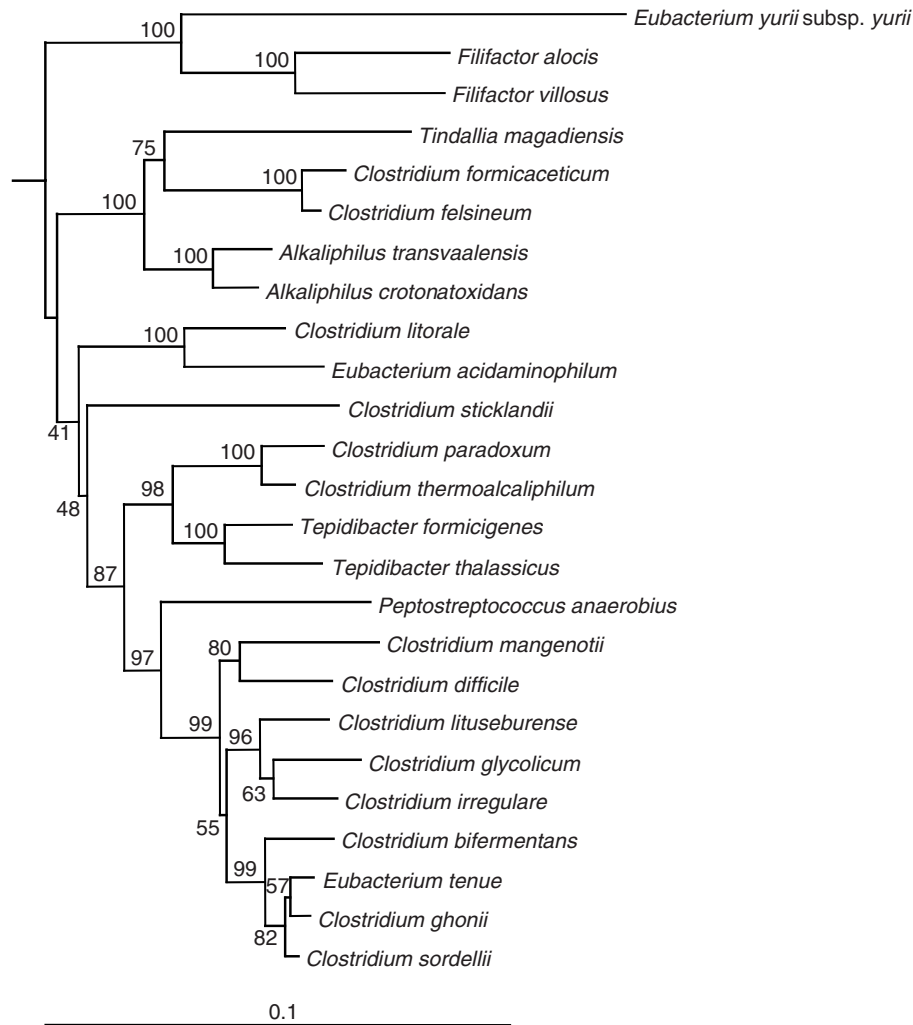 Eubacterium yurii subsp. yurii
100
Filifactor alocis
100
Filifactor villosus
Tindallia magadiensis
75
Clostridium formicaceticum
100
Clostridium felsineum
100
Alkaliphilus transvaalensis
100
Alkaliphilus crotonatoxidans
Clostridium litorale
100
Eubacterium acidaminophilum
Clostridium sticklandii
41
Clostridium paradoxum
100
Clostridium thermoalcaliphilum
98
48
Tepidibacter formicigenes
100
Tepidibacter thalassicus
87
Peptostreptococcus anaerobius
Clostridium mangenotii
80
97
Clostridium difficile
Clostridium lituseburense
99
96
Clostridium glycolicum
63
Clostridium irregulare
55
Clostridium bifermentans
99
Eubacterium tenue
57
Clostridium ghonii
82
Clostridium sordellii
0.1